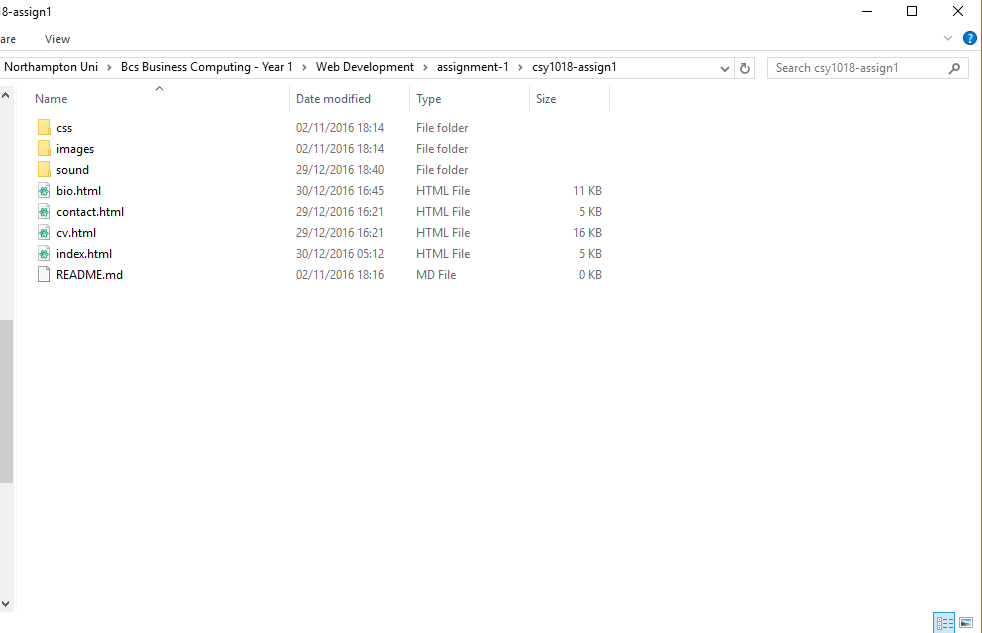 18-assign1
are View
Northampton Uni > Bcs Business Computing - Year 1 > Web Development > assignment-1 > csy1018-assign1 Search csy1018-assign1
Name Date modified Type Size
css 02/11/2016 18:14 File folder
images 02/11/2016 18:14 File folder
sound 29/12/2016 18:40 File folder
bio.html 30/12/2016 16:45 HTML File 11 KB
contact.html 29/12/2016 16:21 HTML File 5 KB
cv.html 29/12/2016 16:21 HTML File 16 KB
index.html 30/12/2016 05:12 HTML File 5 KB
README.md 02/11/2016 18:16 MD File 0 KB